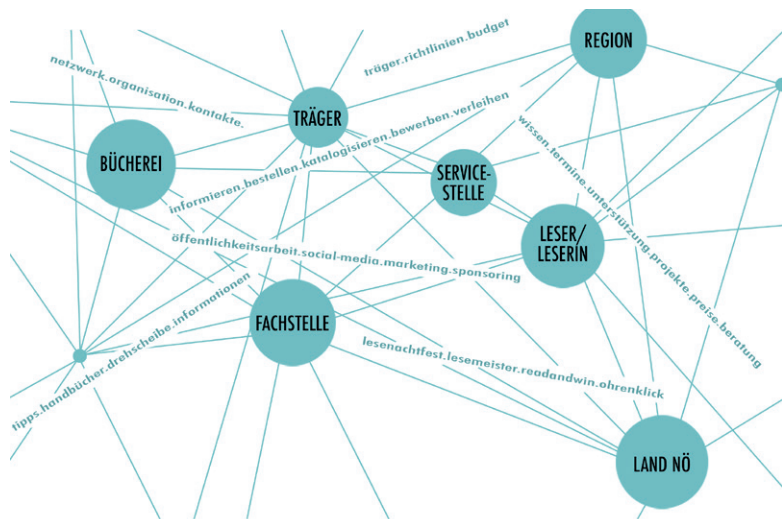 REGION
träger.richtlinien.budget
netzwerk.organisation.kontakte.
TRÄGER
BÜCHEREI
informieren.bestellen.katalogisieren.bewerben.verleihen
wissen.termine.unterstützung.projekte.preise.beratung
SERVICE-
STELLE
LESER/
LESERIN
öffentlichkeitsarbeit.social-media.marketing.sponsoring
FACHSTELLE
tipps.handbücher.drehscheibe.informationen
lesenachtfest.lesemeister.readandwin.ohrenklick
LAND NÖ